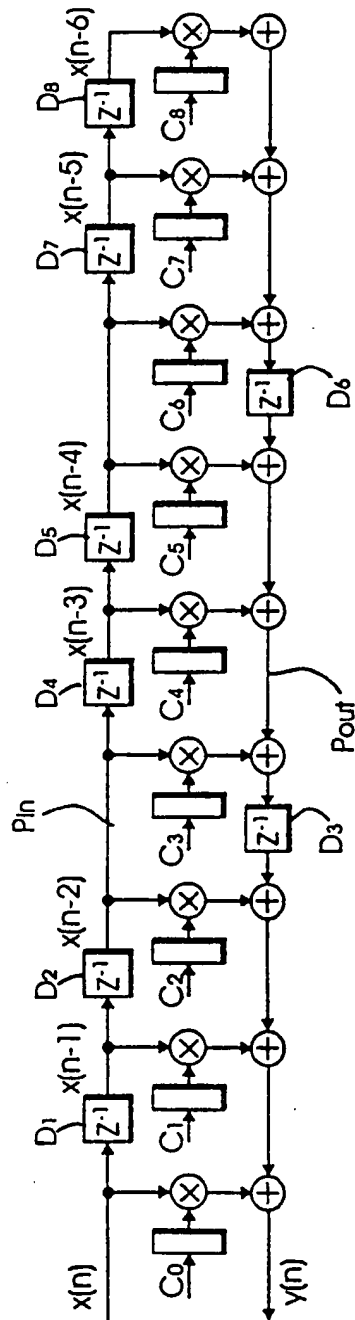 x(n)
D1
Z-1
x(n-1)
D2
Z-1
x(n-2)
Pin
D4
Z-1
x(n-3)
D5
Z-1
x(n-4)
D7
Z-1
x(n-5)
D8
Z-1
x(n-6)
C0
C1
C2
C3
C4
C5
C6
C7
C8
y(n)
Z-1
D3
Pout
Z-1
D6